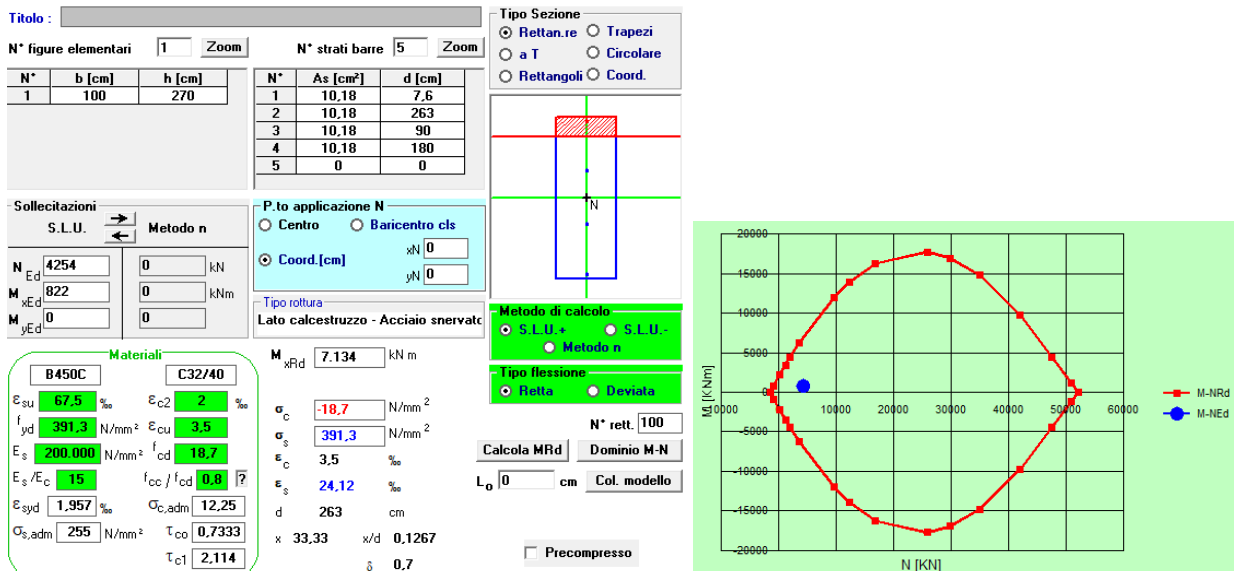 Titolo :
N° figure elementari 1 Zoom N° strati barre 5 Zoom
N° b [cm] h [cm]
1 100 270
N° As [cm²] d [cm]
1 10,18 7,6
2 10,18 263
3 10,18 90
4 10,18 180
5 0 0
Tipo Sezione
Rettan.re Trapezi
a T Circolare
Rettangoli Coord.
N
Sollecitazioni
S.L.U. Metodo n
N Ed 4254 0 kN
M xEd 822 0 kNm
M yEd 0 0
P.to applicazione N
Centro Baricentro cls
Coord.[cm] xN 0
yN 0
Tipo rottura
Lato calcestruzzo - Acciaio snervato
Metodo di calcolo
S.L.U.+ S.L.U.-
Metodo n
Tipo flessione
Retta Deviata
N° rett. 100
Calcola MRd Dominio M-N
L o 0 cm Col. modello
Precompresso
Materiali
B450C C32/40
εsu 67,5 ‰ εc2 2 ‰
fyd 391,3 N/mm² εcu 3,5
Es 200.000 N/mm² fcd 18,7
Es/Ec 15 fcc / fcd 0,8 ?
εsyd 1,957 ‰ σc,adm 12,25
σs,adm 255 N/mm² τco 0,7333
τc1 2,114
M xRd 7.134 kN m
σc -18,7 N/mm²
σs 391,3 N/mm²
εc 3,5 ‰
εs 24,12 ‰
d 263 cm
x 33,33 x/d 0,1267
δ 0,7
M [KNm]
20000
15000
10000
5000
0
-5000
-10000
-15000
-20000
-10000 0 10000 20000 30000 40000 50000 60000
N [KN]
M-NRd
M-NEd